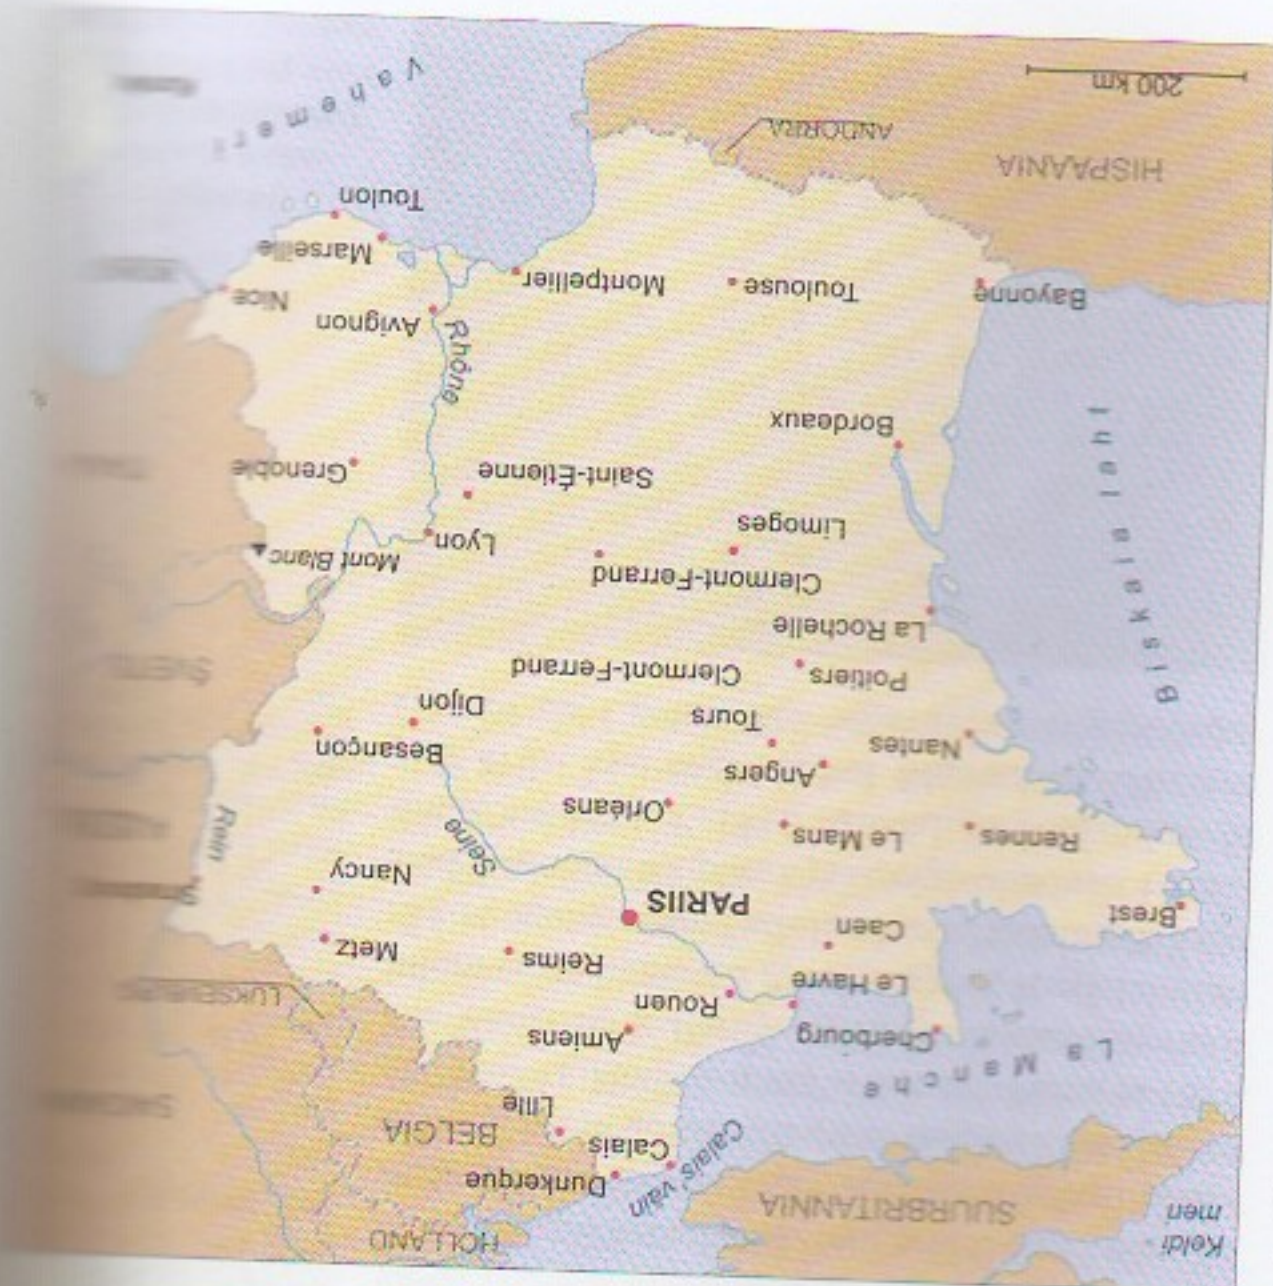 Keldi
men
SUURBRITANNIA
HOLLAND
Calais' väin
Dunkerque
Calais
BELGIA
Lille
La Manche
Cherbourg
Amiens
Le Havre
Rouen
LUKSEMBURG
Caen
Reims
Metz
Brest
PARIIS
Nancy
Seine
Rein
Rennes
Le Mans
Orléans
Angers
Nantes
Tours
Besançon
Dijon
Poitiers
Clermont-Ferrand
La Rochelle
Biskaia laht
Clermont-Ferrand
Limoges
Lyon
Mont Blanc
Saint-Étienne
Grenoble
Bordeaux
Rhône
Bayonne
Toulouse
Montpellier
Avignon
Nice
Marseille
Toulon
HISPAANIA
ANDORRA
Vahemeri
200 km